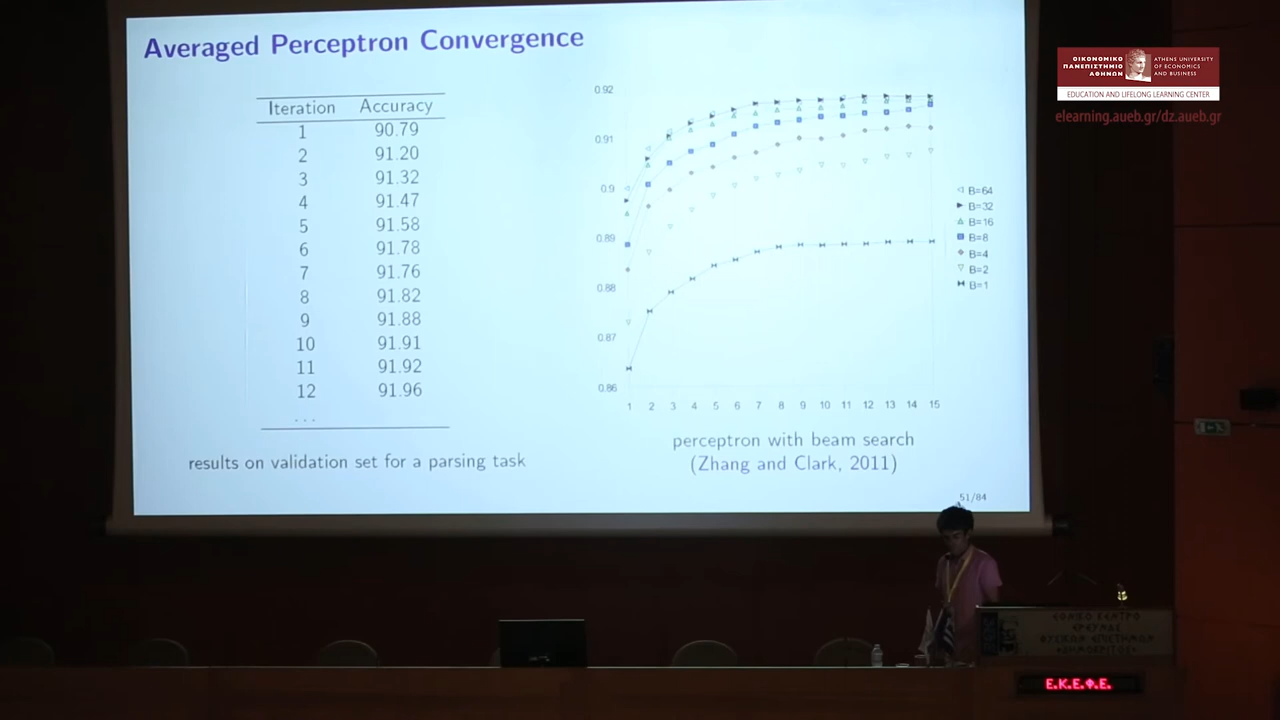 Averaged Perceptron Convergence
Iteration Accuracy
1 90.79
2 91.20
3 91.32
4 91.47
5 91.58
6 91.78
7 91.76
8 91.82
9 91.88
10 91.91
11 91.92
12 91.96
...
results on validation set for a parsing task
0.92
0.91
0.9
0.89
0.88
0.87
0.86
1 2 3 4 5 6 7 8 9 10 11 12 13 14 15
B=64
B=32
B=16
B=8
B=4
B=2
B=1
perceptron with beam search
(Zhang and Clark, 2011)
51/84
ΟΙΚΟΝΟΜΙΚΟ
ΠΑΝΕΠΙΣΤΗΜΙΟ
ΑΘΗΝΩΝ
ATHENS UNIVERSITY
OF ECONOMICS
AND BUSINESS
EDUCATION AND LIFELONG LEARNING CENTER
elearning.aueb.gr/dz.aueb.gr
ΕΘΝΙΚΟ ΚΕΝΤΡΟ
ΕΡΕΥΝΑΣ
ΦΥΣΙΚΩΝ ΕΠΙΣΤΗΜΩΝ
«ΔΗΜΟΚΡΙΤΟΣ»
Ε.Κ.Ε.Φ.Ε.